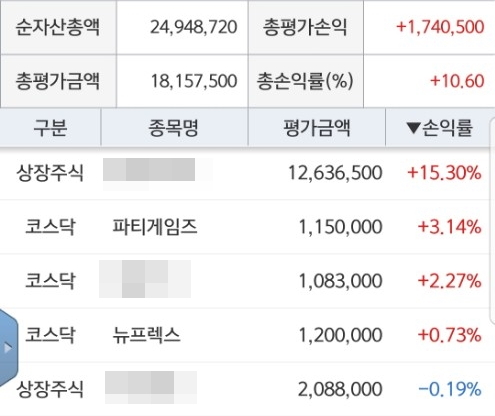 순자산총액 24,948,720 총평가손익 +1,740,500
총평가금액 18,157,500 총손익률(%) +10.60
구분 종목명 평가금액 ▼손익률
상장주식 12,636,500 +15.30%
코스닥 파티게임즈 1,150,000 +3.14%
코스닥 1,083,000 +2.27%
코스닥 뉴프렉스 1,200,000 +0.73%
상장주식 2,088,000 -0.19%